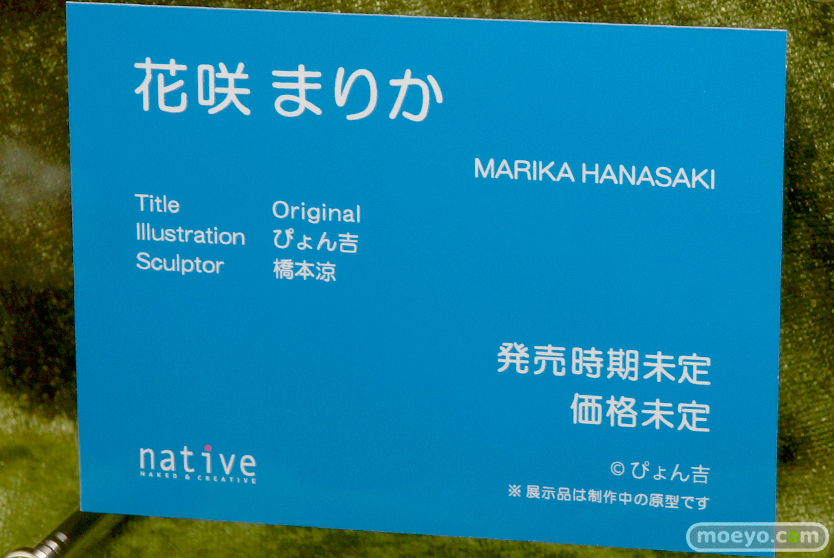 花咲 まりか
MARIKA HANASAKI
Title Original
Illustration ぴょん吉
Sculptor 橋本涼
発売時期未定
価格未定
native
NAKED & CREATIVE
© ぴょん吉
※ 展示品は制作中の原型です
moeyo.com